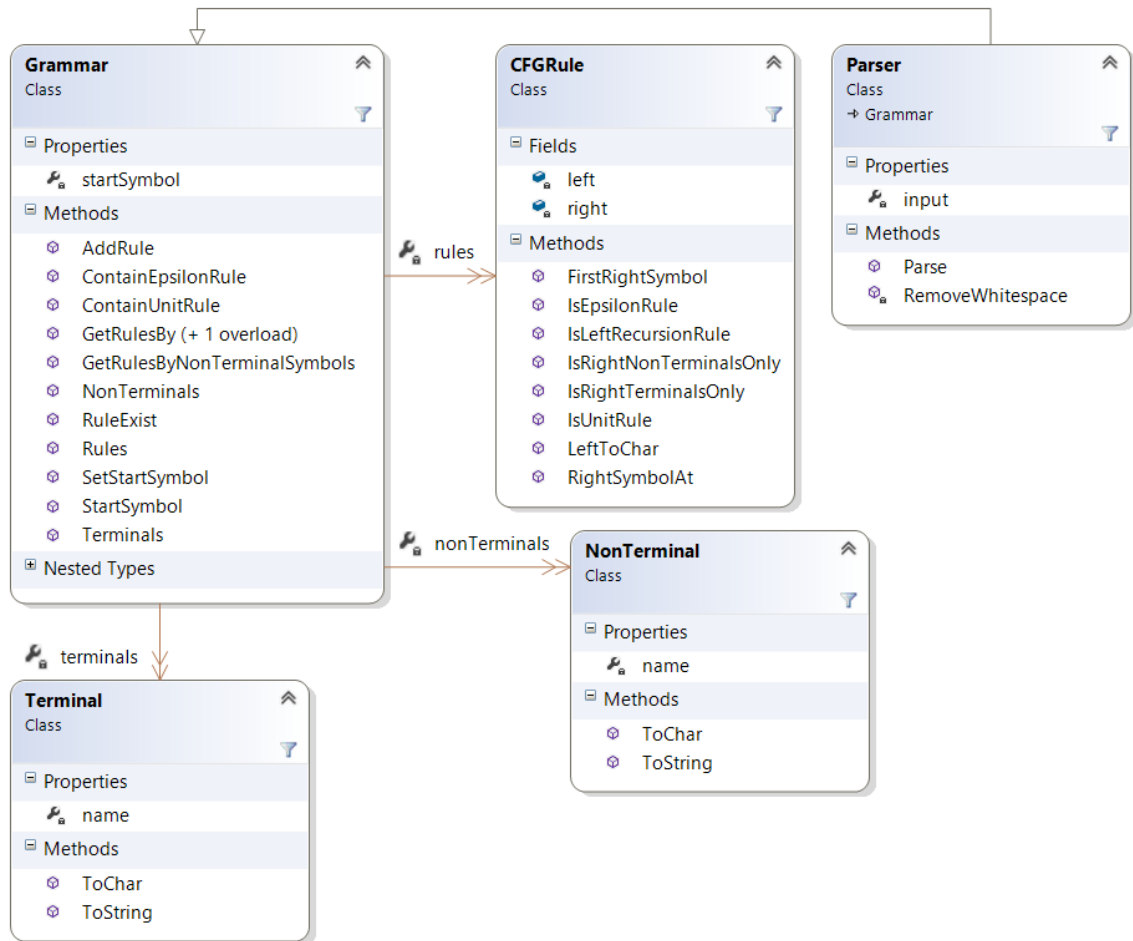 Grammar
Class
Properties
startSymbol
Methods
AddRule
ContainEpsilonRule
ContainUnitRule
GetRulesBy (+ 1 overload)
GetRulesByNonTerminalSymbols
NonTerminals
RuleExist
Rules
SetStartSymbol
StartSymbol
Terminals
Nested Types
rules
CFGRule
Class
Fields
left
right
Methods
FirstRightSymbol
IsEpsilonRule
IsLeftRecursionRule
IsRightNonTerminalsOnly
IsRightTerminalsOnly
IsUnitRule
LeftToChar
RightSymbolAt
Parser
Class
Grammar
Properties
input
Methods
Parse
RemoveWhitespace
nonTerminals
NonTerminal
Class
Properties
name
Methods
ToChar
ToString
terminals
Terminal
Class
Properties
name
Methods
ToChar
ToString